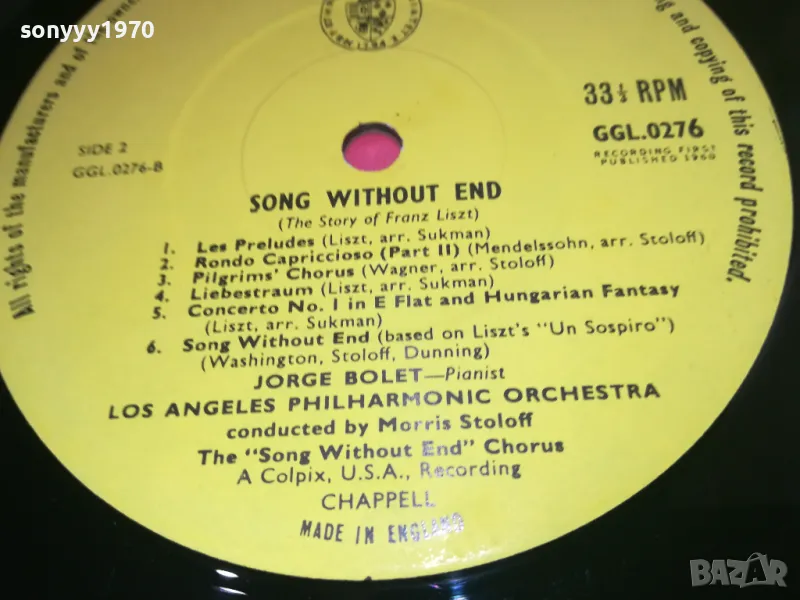 sonyyy1970
All rights of the manufacturers and of
and copying of this record prohibited.
33⅓ RPM
GGL.0276
RECORDING FIRST
PUBLISHED 1960
SIDE 2
GGL.0276-B
SONG WITHOUT END
(The Story of Franz Liszt)
1. Les Preludes (Liszt, arr. Sukman)
2. Rondo Capriccioso (Part II) (Mendelssohn, arr. Stoloff)
3. Pilgrims' Chorus (Wagner, arr. Stoloff)
4. Liebestraum (Liszt, arr. Sukman)
5. Concerto No. 1 in E Flat and Hungarian Fantasy
(Liszt, arr. Sukman)
6. Song Without End (based on Liszt's "Un Sospiro")
(Washington, Stoloff, Dunning)
JORGE BOLET—Pianist
LOS ANGELES PHILHARMONIC ORCHESTRA
conducted by Morris Stoloff
The "Song Without End" Chorus
A Colpix, U.S.A., Recording
CHAPPELL
MADE IN ENGLAND
BAZAR